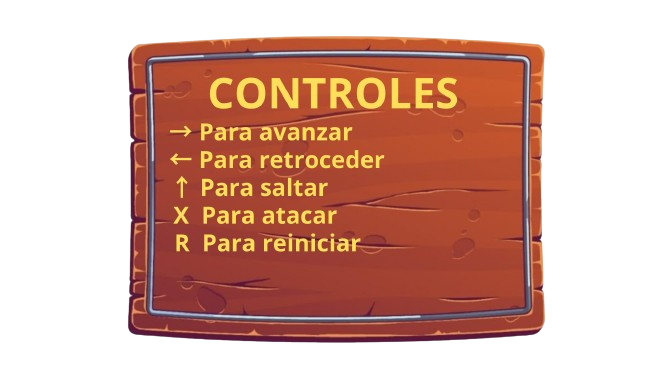 CONTROLES
→ Para avanzar
← Para retroceder
↑ Para saltar
X Para atacar
R Para reiniciar